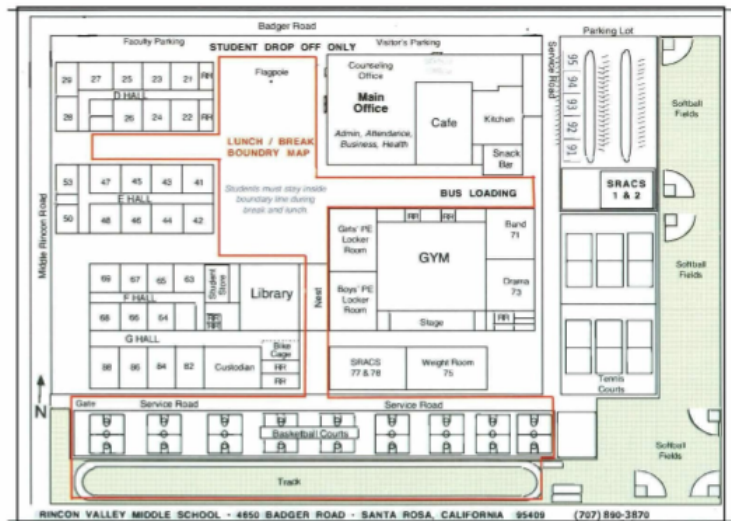 Badger Road
Faculty Parking
STUDENT DROP OFF ONLY
Visitor's Parking
Parking Lot
Service Road
29
27
25
23
21
RR
D HALL
28
26
24
22
RR
Flagpole
Counseling
Office
Main
Office
Admin, Attendance,
Business, Health
Cafe
Kitchen
Snack
Bar
95
94
93
92
91
Softball
Fields
LUNCH / BREAK
BOUNDRY MAP
Students must stay inside
boundary line during
break and lunch.
BUS LOADING
SRACS
1 & 2
Middle Rincon Road
53
47
45
43
41
E HALL
50
48
46
44
42
Girls' PE
Locker
Room
RR
RR
Band
71
GYM
Boys' PE
Locker
Room
Drama
73
Stage
RR
Softball
Fields
69
67
65
63
Student
Store
F HALL
68
66
64
Library
Nest
G HALL
88
86
84
82
Custodian
Bike
Cage
RR
RR
SRACS
77 & 78
Weight Room
75
Tennis
Courts
N
Gate
Service Road
Service Road
Basketball Courts
Track
Softball
Fields
RINCON VALLEY MIDDLE SCHOOL - 4650 BADGER ROAD - SANTA ROSA, CALIFORNIA 95409 (707) 890-3870